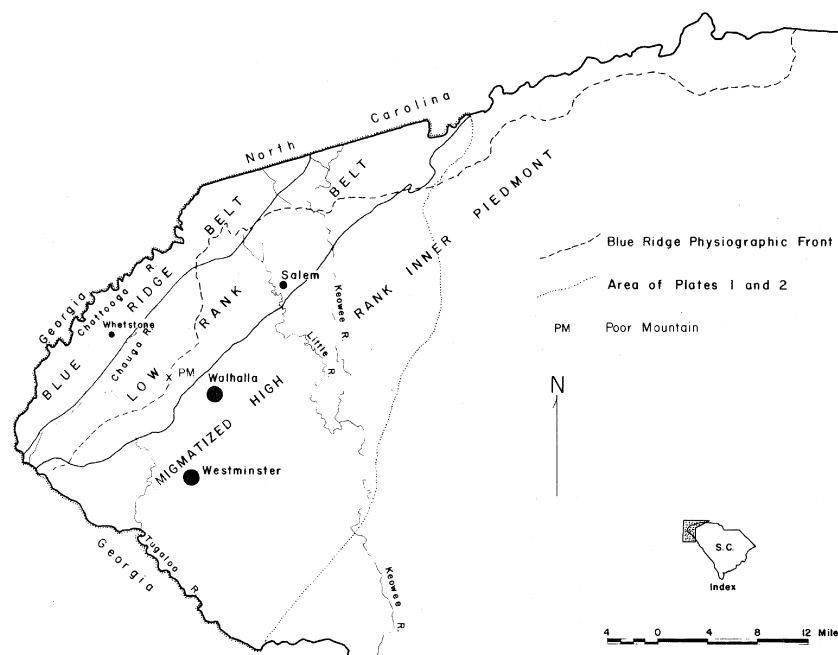 North Carolina
BLUE RIDGE BELT
LOW RANK BELT
MIGMATIZED HIGH RANK INNER PIEDMONT
Georgia
Chattooga R.
Whetstone
Chauga R.
Salem
Keowee R.
Little R.
x PM
Walhalla
Westminster
Georgia
Tugaloo R.
Keowee R.
Blue Ridge Physiographic Front
Area of Plates 1 and 2
PM Poor Mountain
N
S.C.
Index
4 0 4 8 12 Mile